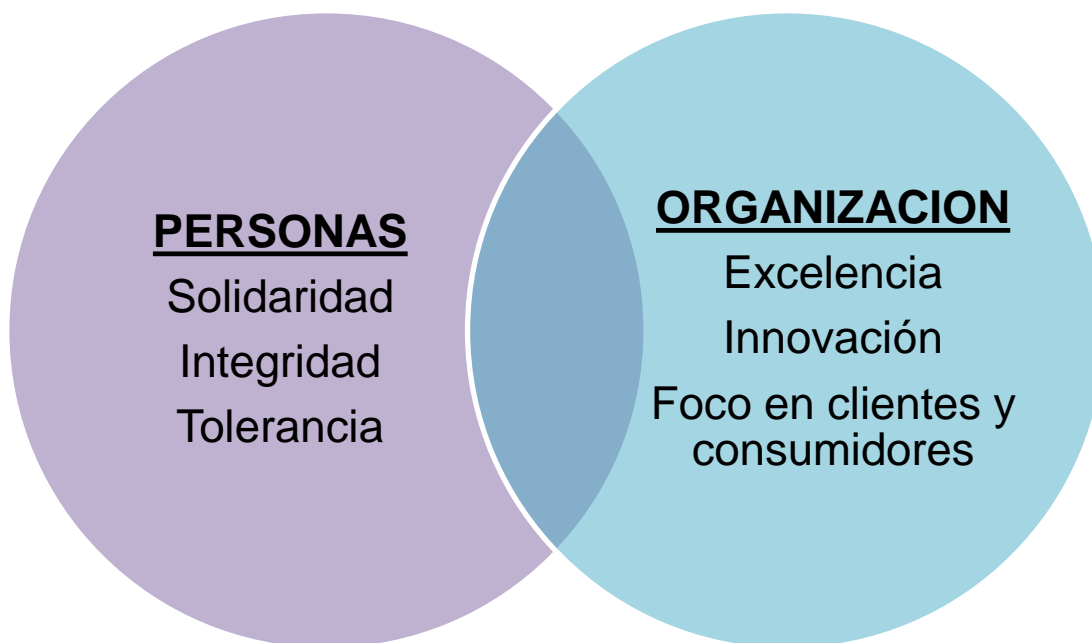 PERSONAS
Solidaridad
Integridad
Tolerancia
ORGANIZACION
Excelencia
Innovación
Foco en clientes y
consumidores